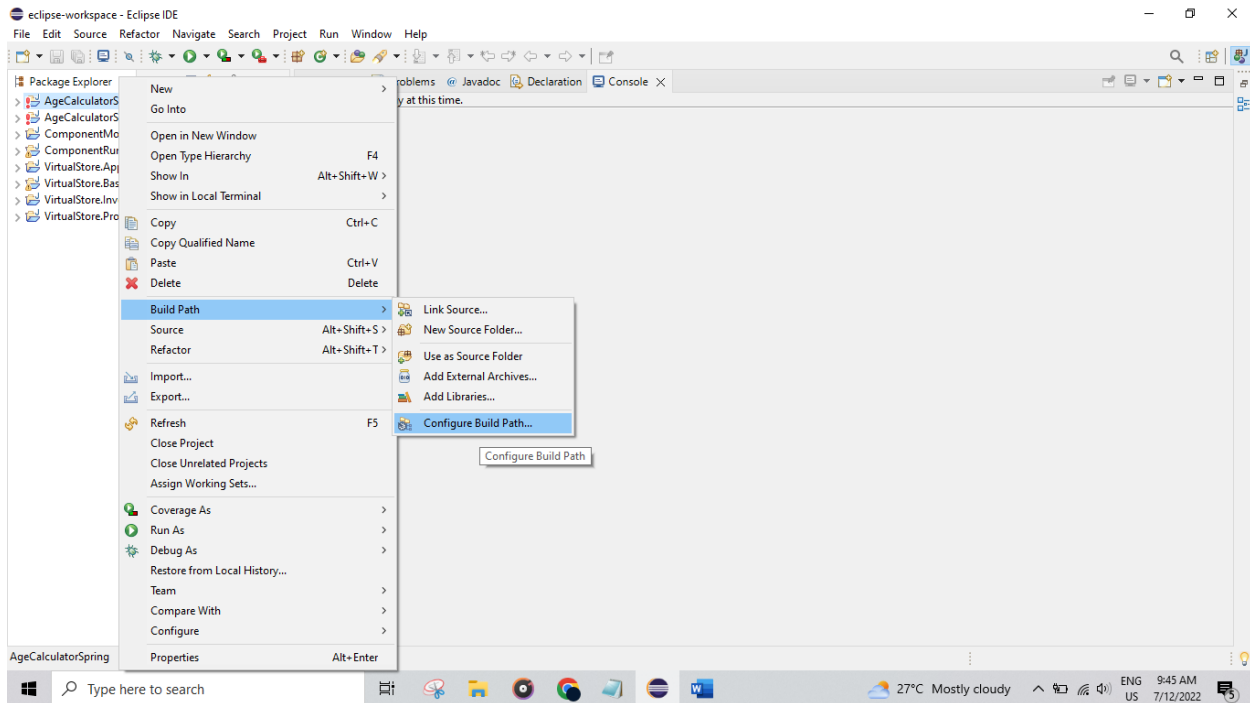 eclipse-workspace - Eclipse IDE
File Edit Source Refactor Navigate Search Project Run Window Help
Package Explorer
roblems @ Javadoc Declaration Console
y at this time.
AgeCalculatorS
AgeCalculatorS
ComponentMo
ComponentRur
VirtualStore.Ap
VirtualStore.Bas
VirtualStore.Inv
VirtualStore.Pro
New
Go Into
Open in New Window
Open Type Hierarchy F4
Show In Alt+Shift+W
Show in Local Terminal
Copy Ctrl+C
Copy Qualified Name
Paste Ctrl+V
Delete Delete
Build Path
Source Alt+Shift+S
Refactor Alt+Shift+T
Import...
Export...
Refresh F5
Close Project
Close Unrelated Projects
Assign Working Sets...
Coverage As
Run As
Debug As
Restore from Local History...
Team
Compare With
Configure
Properties Alt+Enter
Link Source...
New Source Folder...
Use as Source Folder
Add External Archives...
Add Libraries...
Configure Build Path...
Configure Build Path
AgeCalculatorSpring
Type here to search
27°C Mostly cloudy
ENG
US
9:45 AM
7/12/2022
5